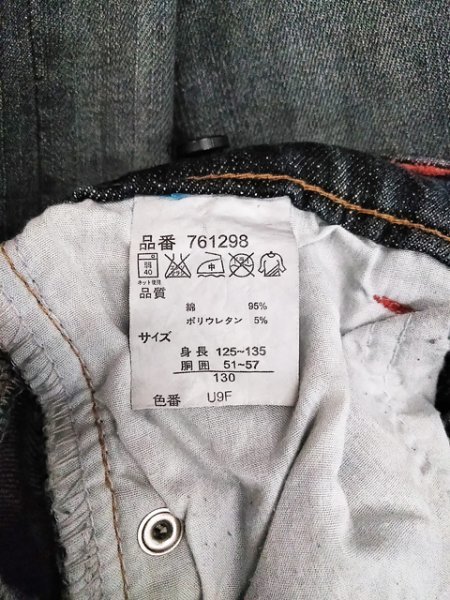 品番 761298
弱 40 中
ネット使用
品質
綿 95%
ポリウレタン 5%
サイズ
身長 125~135
胴囲 51~57
130
色番 U9F